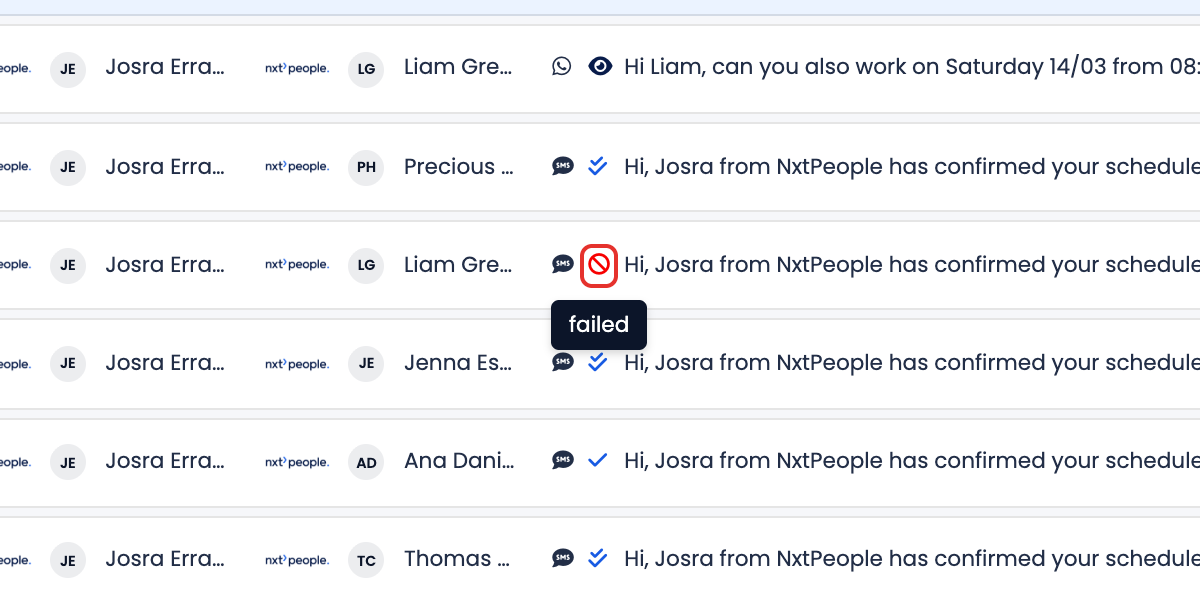 eople. JE Josra Erra... nxt people. LG Liam Gre... Hi Liam, can you also work on Saturday 14/03 from 08:
eople. JE Josra Erra... nxt people. PH Precious ... SMS Hi, Josra from NxtPeople has confirmed your schedule
eople. JE Josra Erra... nxt people. LG Liam Gre... SMS Hi, Josra from NxtPeople has confirmed your schedule
failed
eople. JE Josra Erra... nxt people. JE Jenna Es... SMS Hi, Josra from NxtPeople has confirmed your schedule
eople. JE Josra Erra... nxt people. AD Ana Dani... SMS Hi, Josra from NxtPeople has confirmed your schedule
eople. JE Josra Erra... nxt people. TC Thomas ... SMS Hi, Josra from NxtPeople has confirmed your schedule